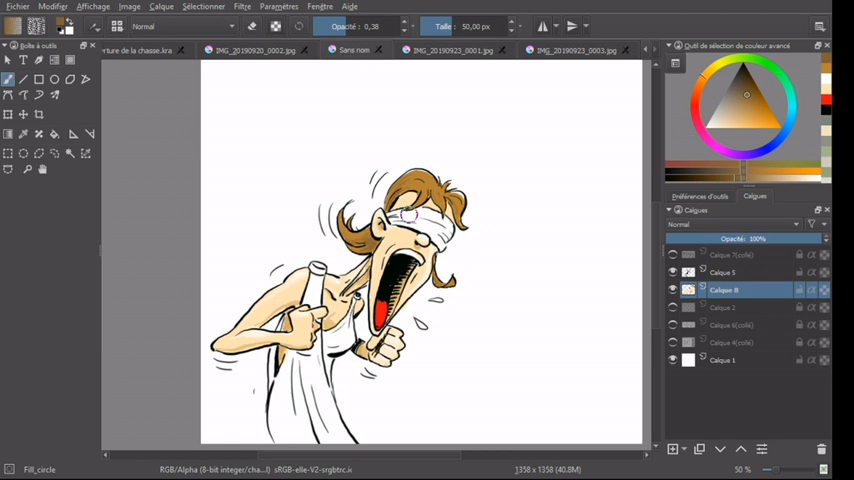 Fichier Modifier Affichage Image Calque Sélectionner Filtre Paramètres Fenêtre Aide
Normal Opacité : 0,38 Taille : 50,00 px
Boîte à outils
rture de la chasse.kra IMG_20190920_0002.jpg Sans nom IMG_20190923_0001.jpg IMG_20190923_0003.jpg
Outil de sélection de couleur avancé
Préférences d'outils Calques
Calques
Normal
Opacité: 100%
Calque 7(collé)
Calque 5
Calque 8
Calque 2
Calque 6(collé)
Calque 4(collé)
Calque 1
Fill_circle RGB/Alpha (8-bit integer/cha...l) sRGB-elle-V2-srgbtrc.ic 1358 x 1358 (40.8M) 50 %